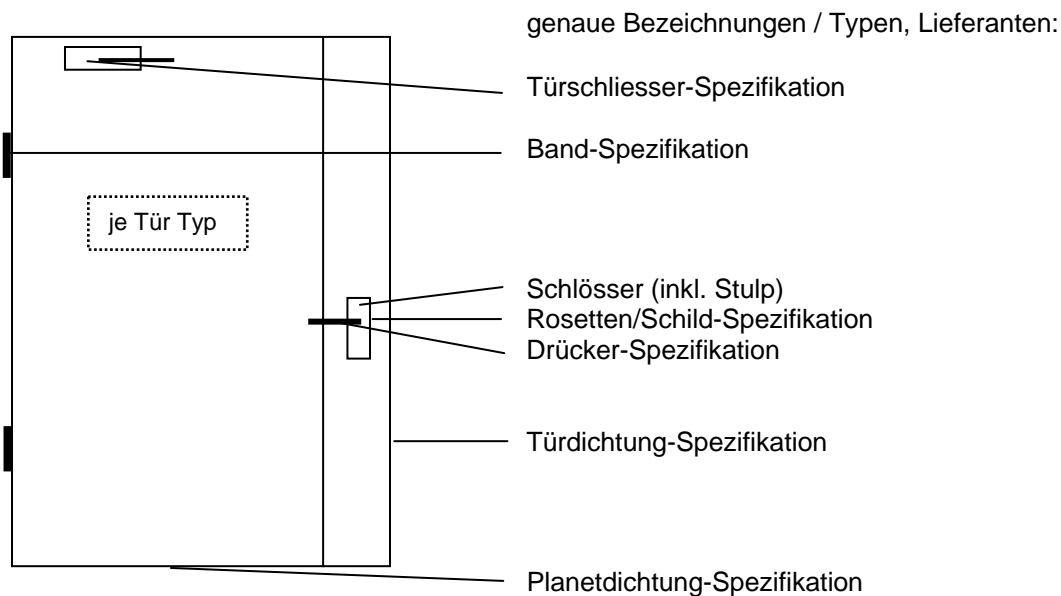 genaue Bezeichnungen / Typen, Lieferanten:
Türschliesser-Spezifikation
Band-Spezifikation
je Tür Typ
Schlösser (inkl. Stulp)
Rosetten/Schild-Spezifikation
Drücker-Spezifikation
Türdichtung-Spezifikation
Planetdichtung-Spezifikation